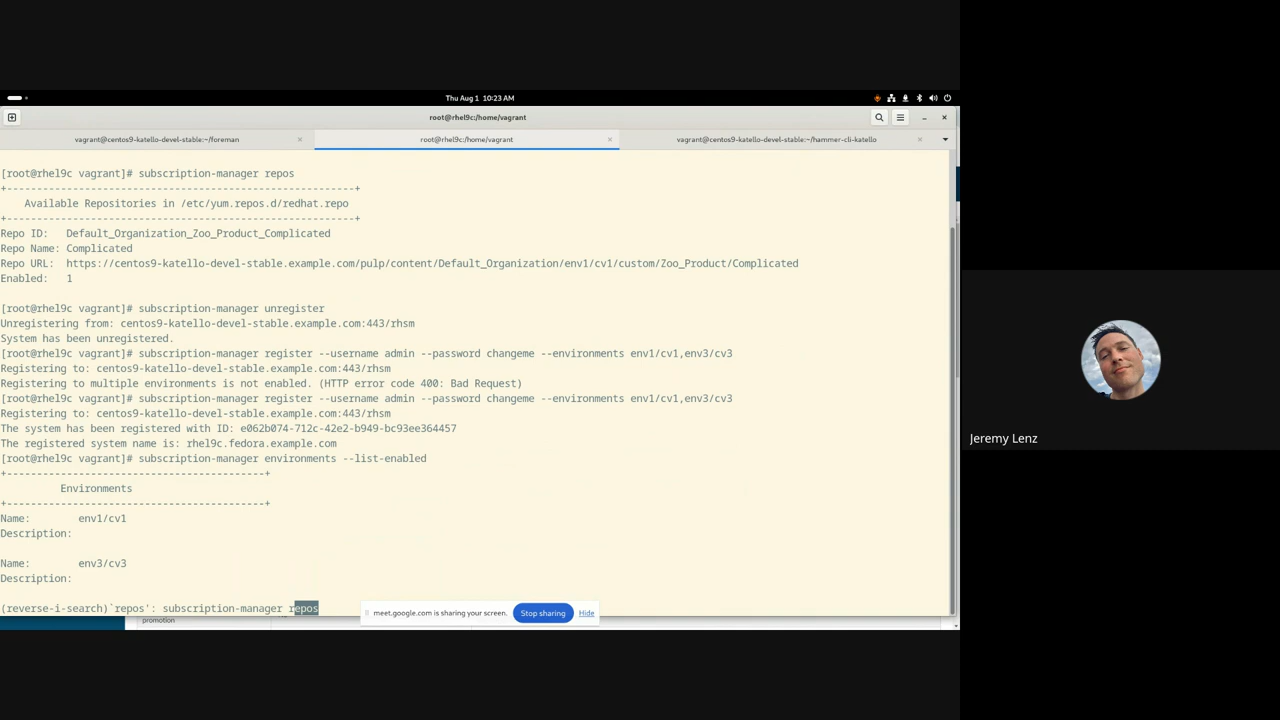 Thu Aug 1 10:23 AM
root@rhel9c:/home/vagrant
vagrant@centos9-katello-devel-stable:~/foreman
root@rhel9c:/home/vagrant
vagrant@centos9-katello-devel-stable:~/hammer-cli-katello
[root@rhel9c vagrant]# subscription-manager repos
+----------------------------------------------------------+
Available Repositories in /etc/yum.repos.d/redhat.repo
+----------------------------------------------------------+
Repo ID:   Default_Organization_Zoo_Product_Complicated
Repo Name: Complicated
Repo URL:  https://centos9-katello-devel-stable.example.com/pulp/content/Default_Organization/env1/cv1/custom/Zoo_Product/Complicated
Enabled:   1
[root@rhel9c vagrant]# subscription-manager unregister
Unregistering from: centos9-katello-devel-stable.example.com:443/rhsm
System has been unregistered.
[root@rhel9c vagrant]# subscription-manager register --username admin --password changeme --environments env1/cv1,env3/cv3
Registering to: centos9-katello-devel-stable.example.com:443/rhsm
Registering to multiple environments is not enabled. (HTTP error code 400: Bad Request)
[root@rhel9c vagrant]# subscription-manager register --username admin --password changeme --environments env1/cv1,env3/cv3
Registering to: centos9-katello-devel-stable.example.com:443/rhsm
The system has been registered with ID: e062b074-712c-42e2-b949-bc93ee364457
The registered system name is: rhel9c.fedora.example.com
[root@rhel9c vagrant]# subscription-manager environments --list-enabled
+-------------------------------------------+
Environments
+-------------------------------------------+
Name:        env1/cv1
Description:
Name:        env3/cv3
Description:
(reverse-i-search)`repos': subscription-manager repos
meet.google.com is sharing your screen. Stop sharing Hide
promotion
Jeremy Lenz